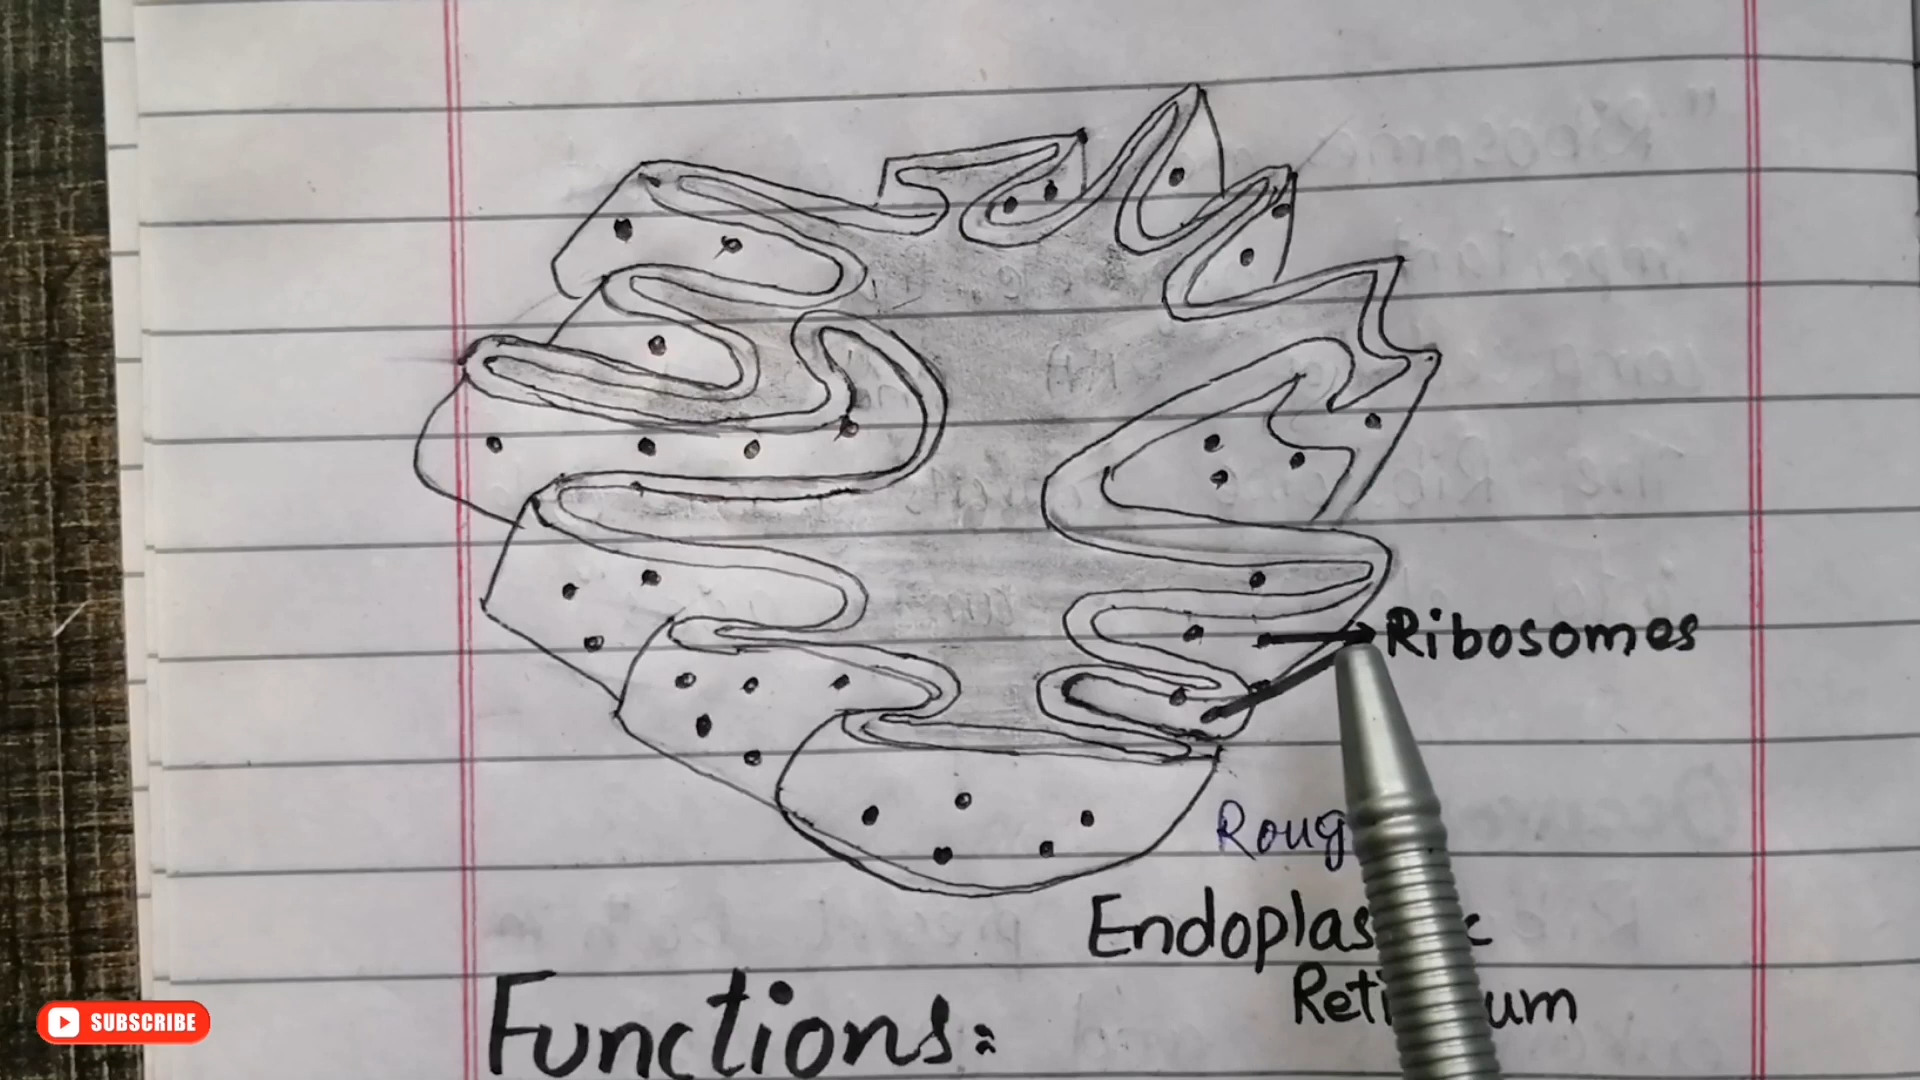 Ribosomes
Roug
Endoplas c
Reti um
Functions:
SUBSCRIBE